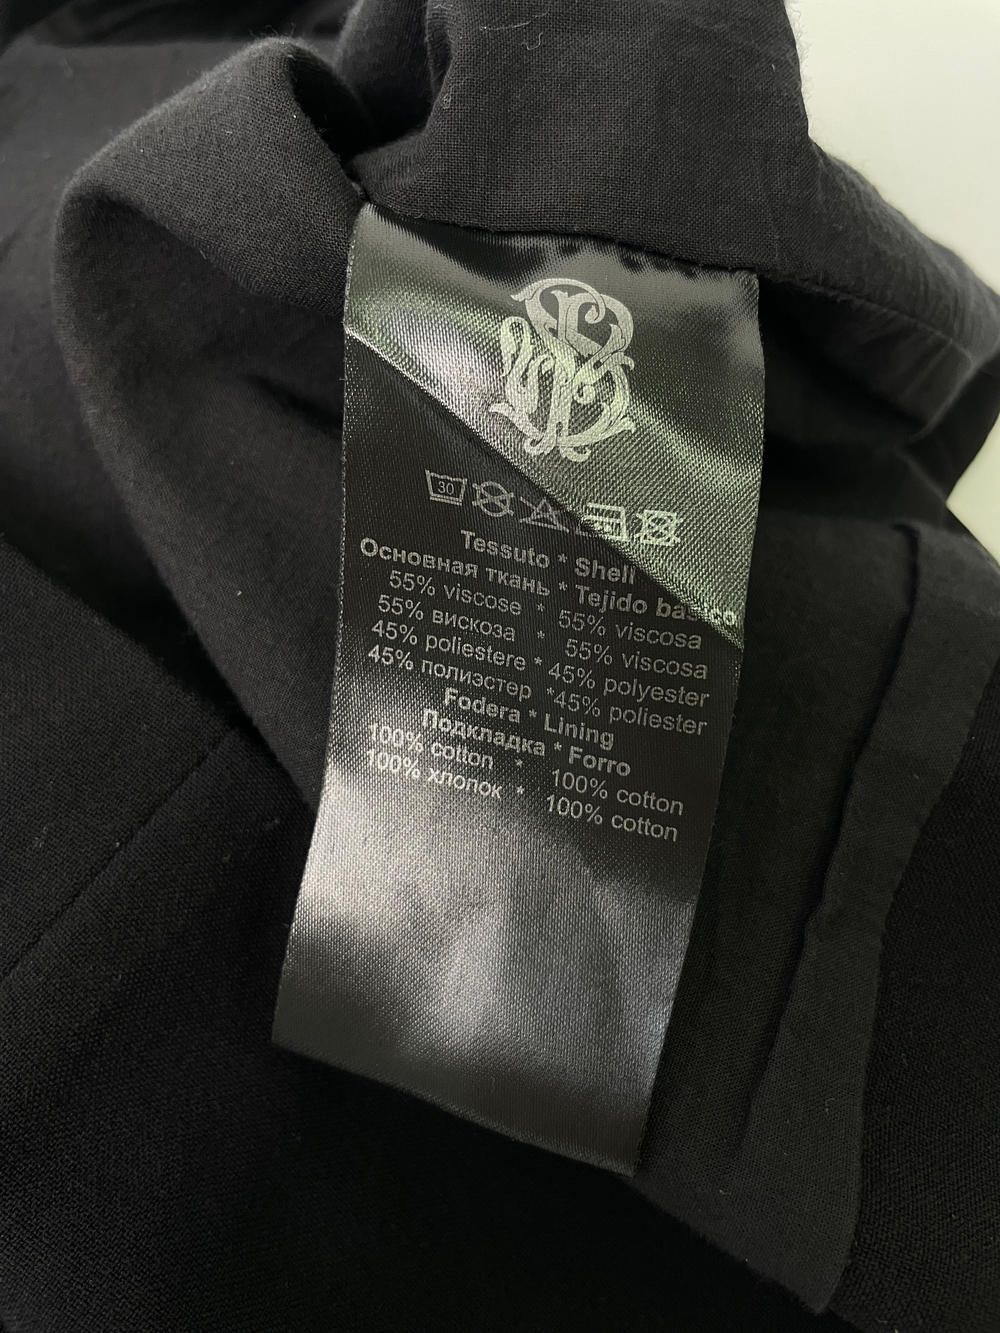 30
Tessuto * Shell
Основная ткань * Tejido basico
55% viscose * 55% viscosa
55% вискоза * 55% viscosa
45% poliestere * 45% polyester
45% полиэстер *45% poliester
Fodera * Lining
Подкладка * Forro
100% cotton * 100% cotton
100% хлопок * 100% cotton